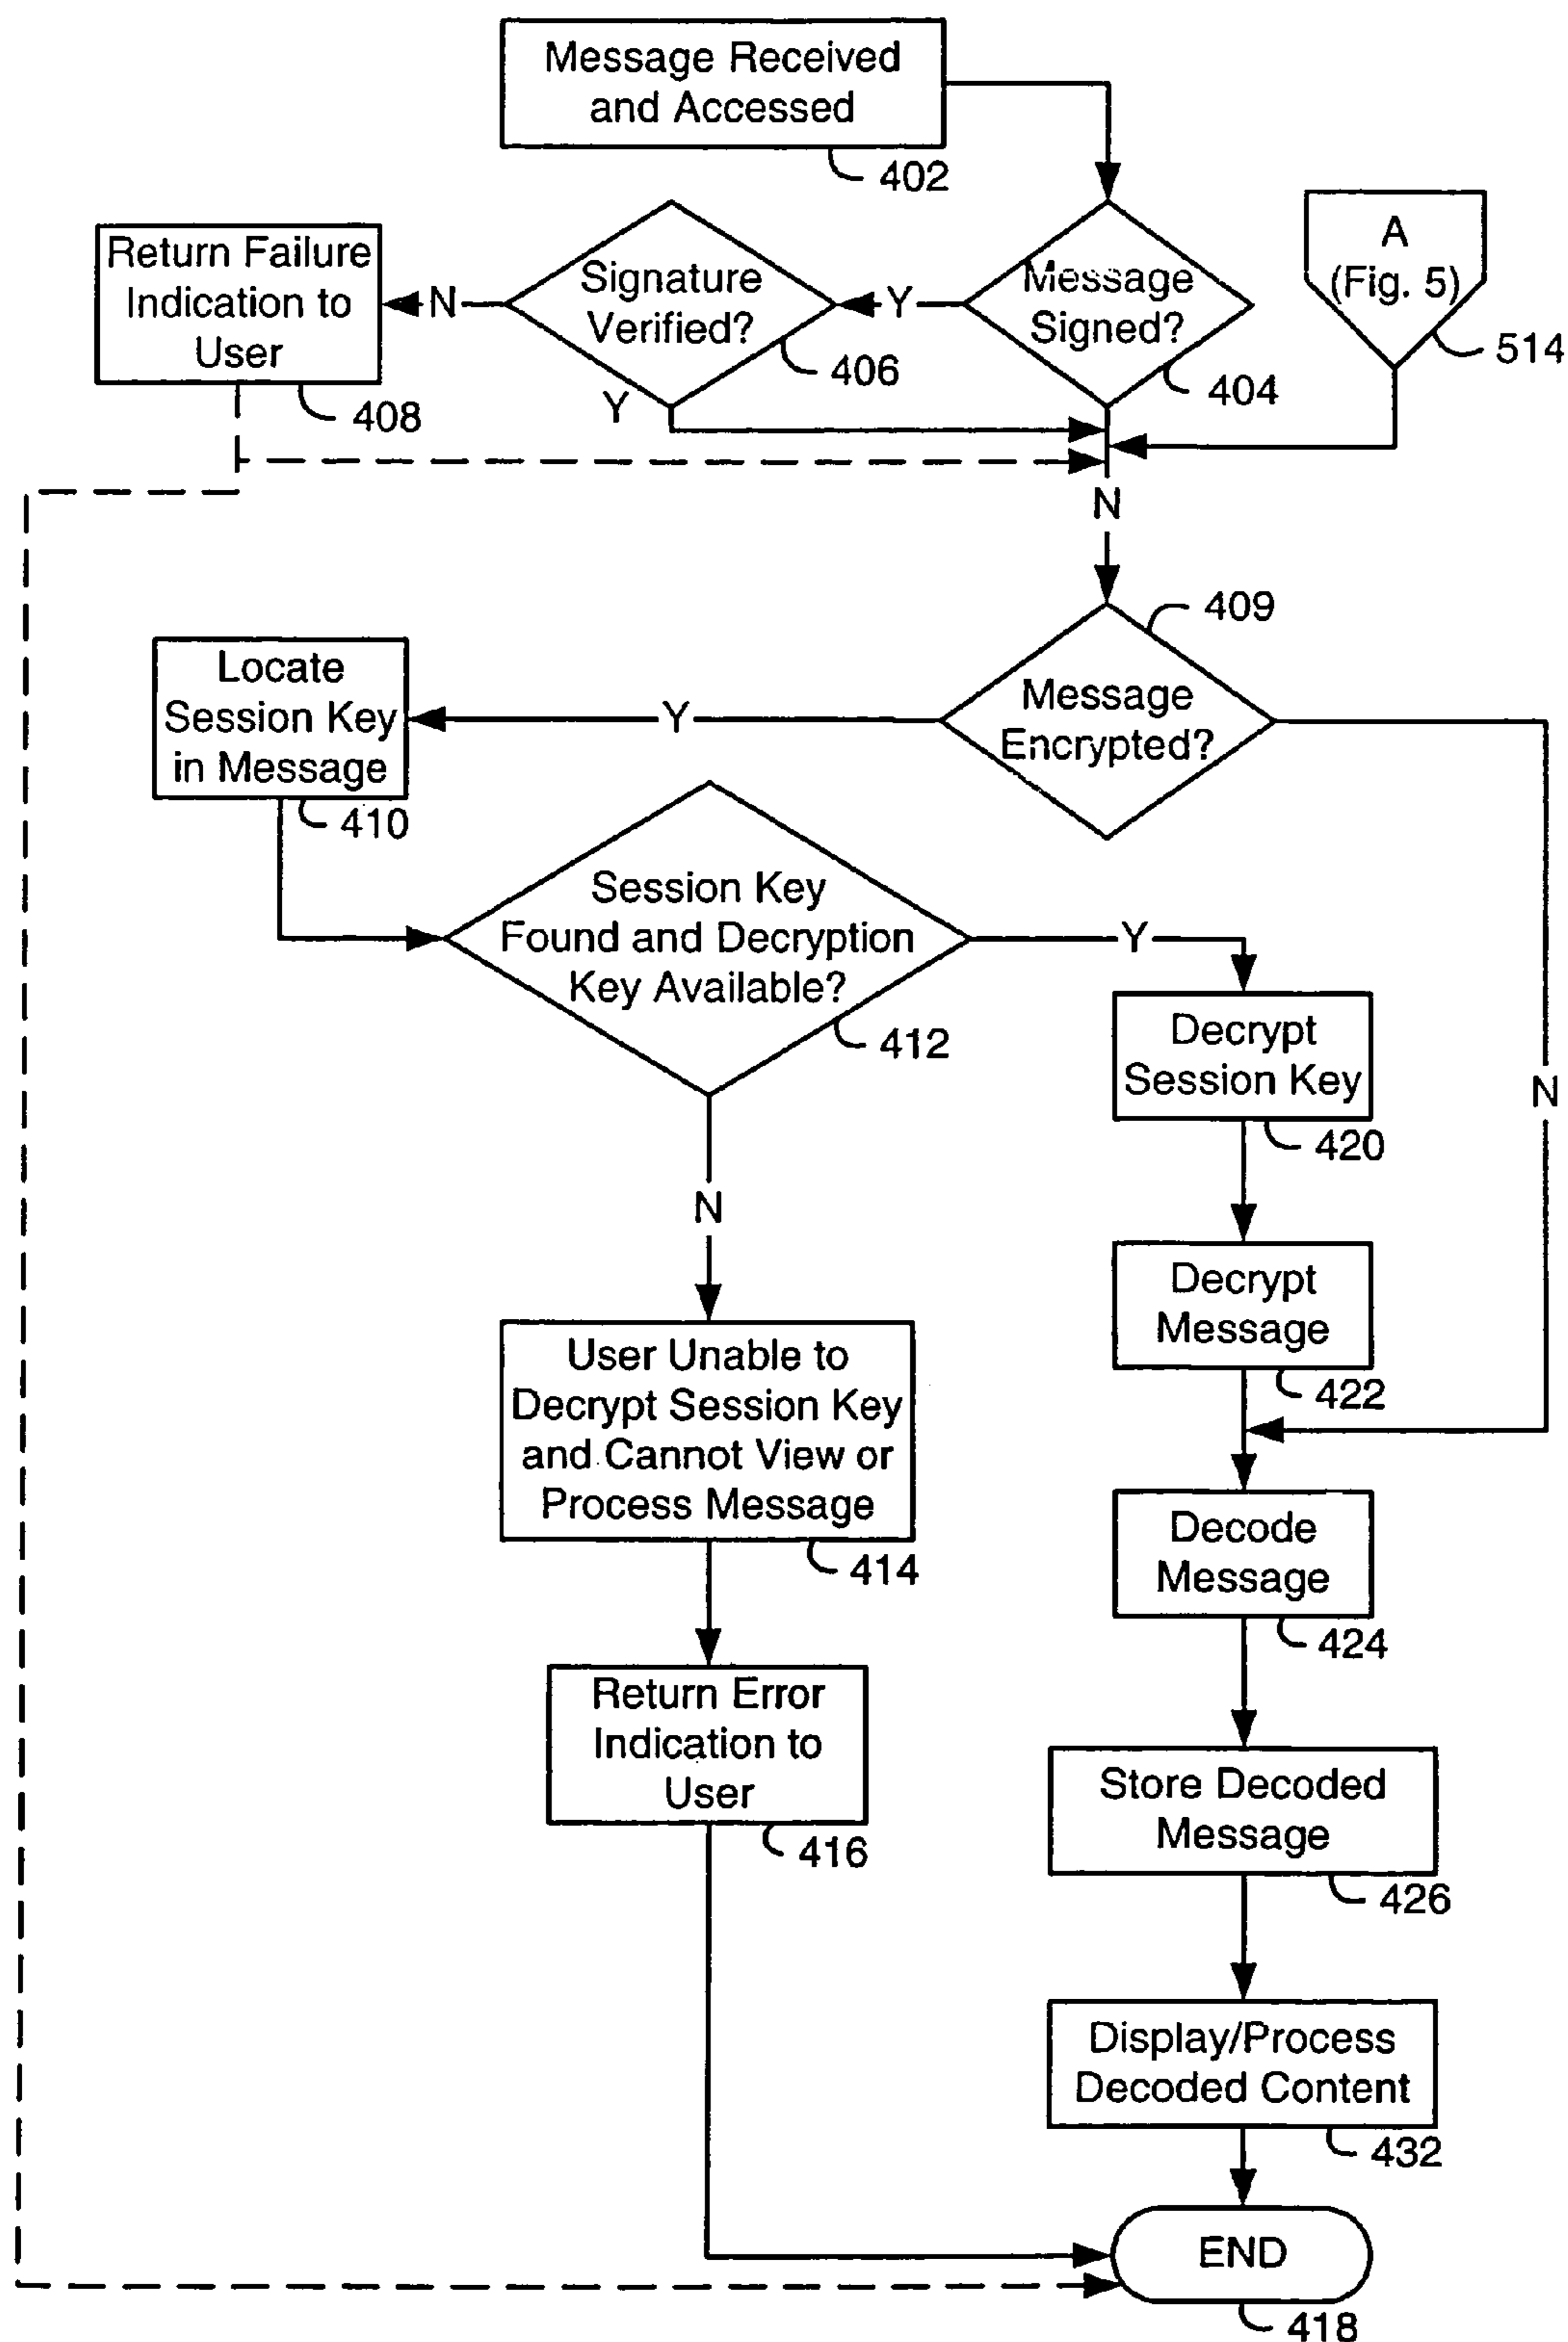 Message Received
and Accessed
402
Return Failure
Indication to
User
408
N
Signature
Verified?
406
Y
Y
Message
Signed?
404
A
(Fig. 5)
514
N
409
Message
Encrypted?
Y
Locate
Session Key
in Message
410
Session Key
Found and Decryption
Key Available?
412
Y
N
Decrypt
Session Key
420
N
Decrypt
Message
422
User Unable to
Decrypt Session Key
and Cannot View or
Process Message
414
Decode
Message
424
Return Error
Indication to
User
416
Store Decoded
Message
426
Display/Process
Decoded Content
432
END
418